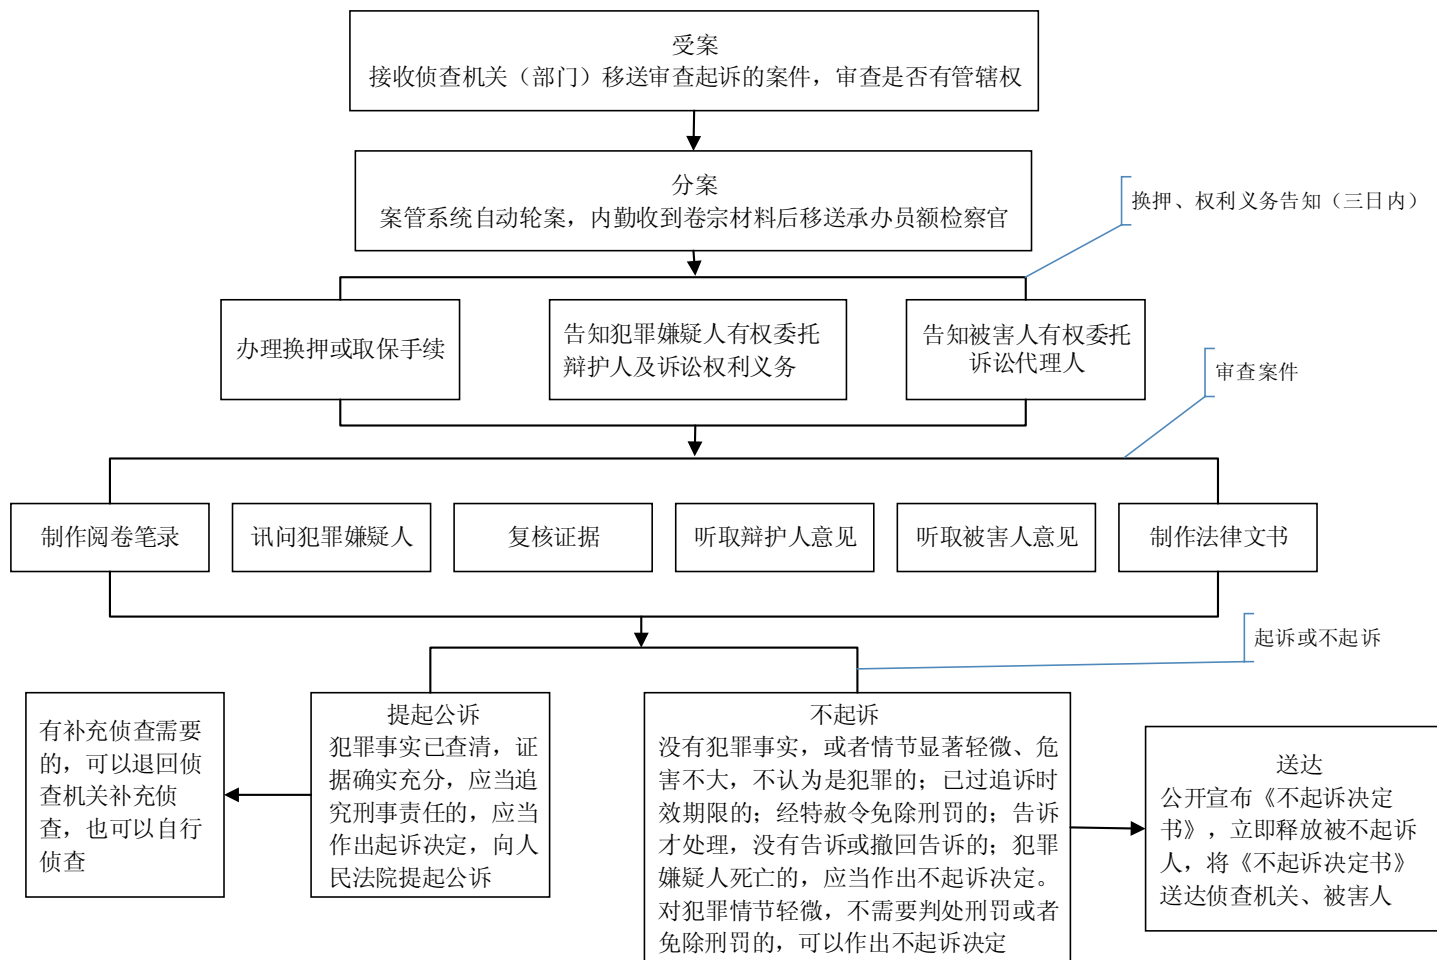 受案
接收侦查机关（部门）移送审查起诉的案件，审查是否有管辖权
分案
案管系统自动轮案，内勤收到卷宗材料后移送承办员额检察官
换押、权利义务告知（三日内）
办理换押或取保手续
告知犯罪嫌疑人有权委托
辩护人及诉讼权利义务
告知被害人有权委托
诉讼代理人
审查案件
制作阅卷笔录
讯问犯罪嫌疑人
复核证据
听取辩护人意见
听取被害人意见
制作法律文书
起诉或不起诉
有补充侦查需要
的，可以退回侦
查机关补充侦
查，也可以自行
侦查
提起公诉
犯罪事实已查清，证
据确实充分，应当追
究刑事责任的，应当
作出起诉决定，向人
民法院提起公诉
不起诉
没有犯罪事实，或者情节显著轻微、危
害不大，不认为是犯罪的；已过追诉时
效期限的；经特赦令免除刑罚的；告诉
才处理，没有告诉或撤回告诉的；犯罪
嫌疑人死亡的，应当作出不起诉决定。
对犯罪情节轻微，不需要判处刑罚或者
免除刑罚的，可以作出不起诉决定
送达
公开宣布《不起诉决定
书》，立即释放被不起诉
人，将《不起诉决定书》
送达侦查机关、被害人